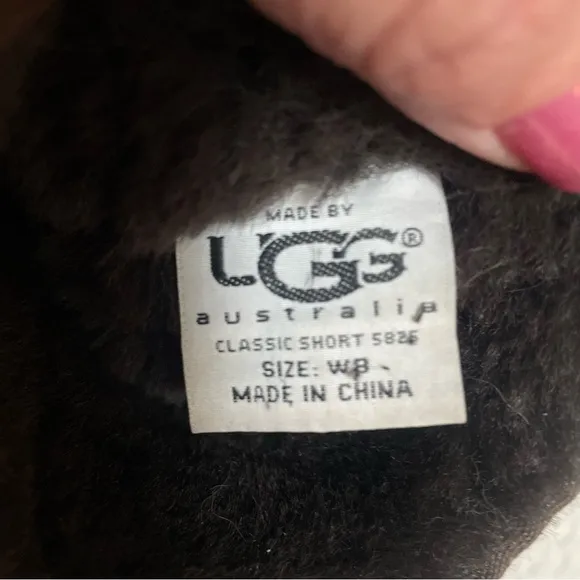 MADE BY
UGG®
australia
CLASSIC SHORT 5825
SIZE: W8
MADE IN CHINA